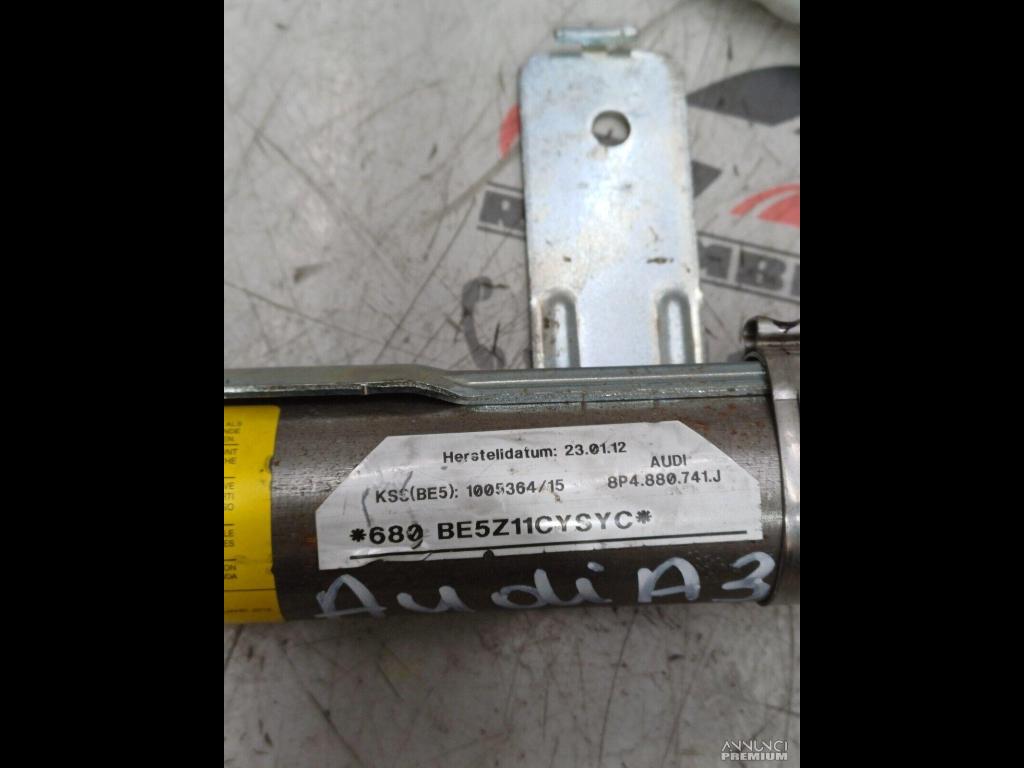 Herstelldatum: 23.01.12
KSS(BE5): 1005364/15
AUDI
8P4.880.741.J
*680 BE5Z11CYSYC*
Audi A3
ANNUNCI
PREMIUM